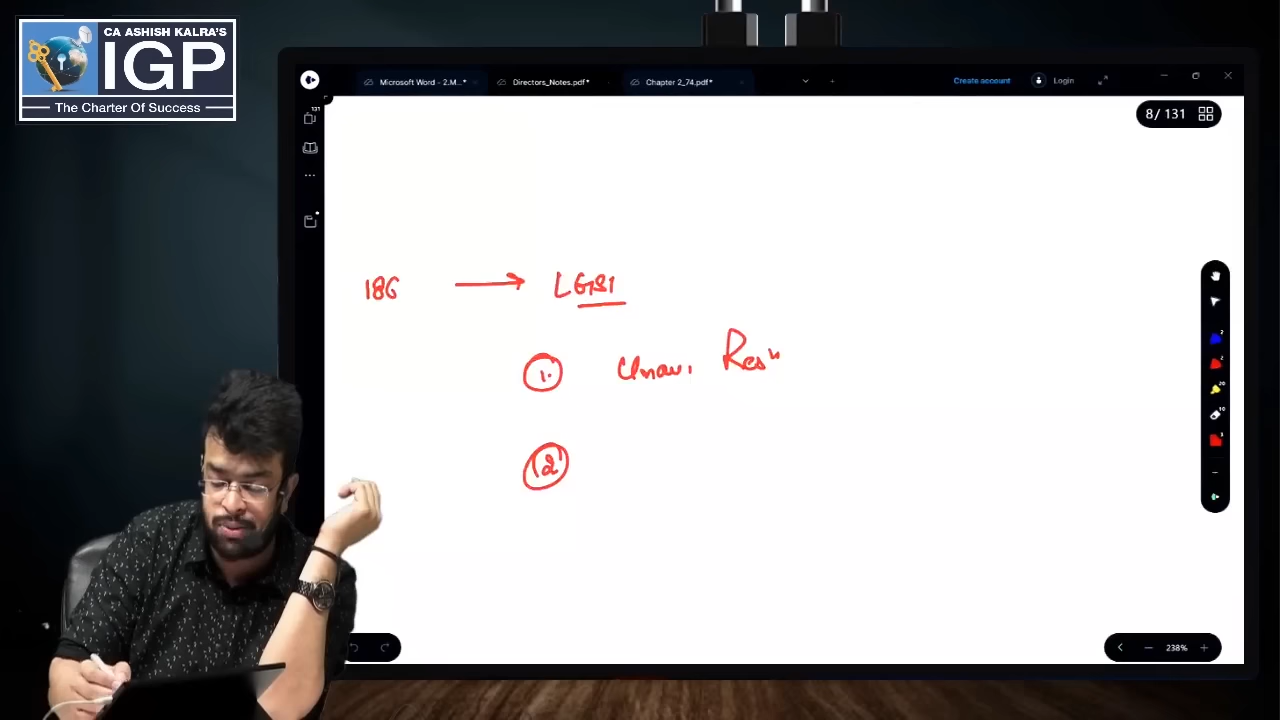 CA ASHISH KALRA'S
IGP
The Charter Of Success
Microsoft Word - 2.M...*
Directors_Notes.pdf*
Chapter 2_74.pdf*
Create account
Login
131
8/ 131
186 → LGSI
1. Unan. Resn
2
238%